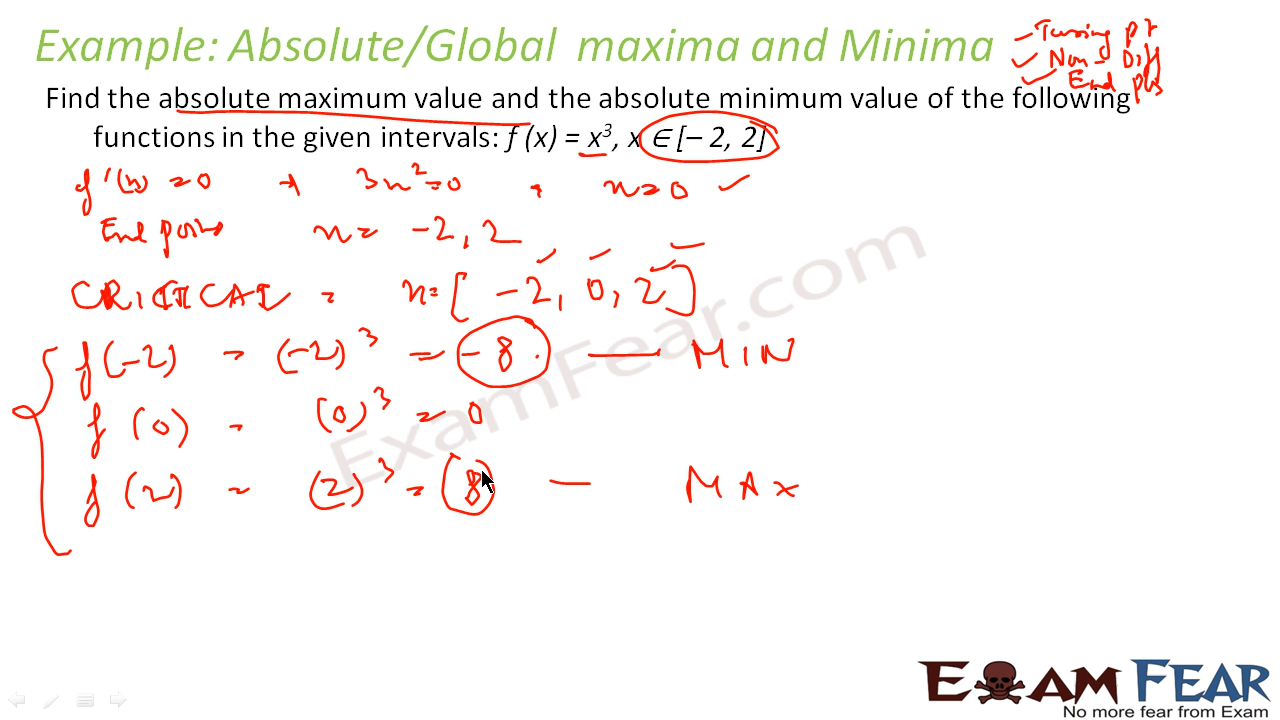 Example: Absolute/Global maxima and Minima
– Turning pt
✓ Non-Diff
✓ End pts
Find the absolute maximum value and the absolute minimum value of the following
functions in the given intervals: f (x) = x³, x ∈ [– 2, 2]
f'(x) = 0 → 3x² = 0 , x = 0 ✓
End points x = -2, 2
CRITICAL = x = [-2, 0, 2]
f(-2) = (-2)³ = -8. — MIN
f(0) = (0)³ = 0
f(2) = (2)³ = 8 — MAX
ExamFear.com
EXAM FEAR
No more fear from Exam